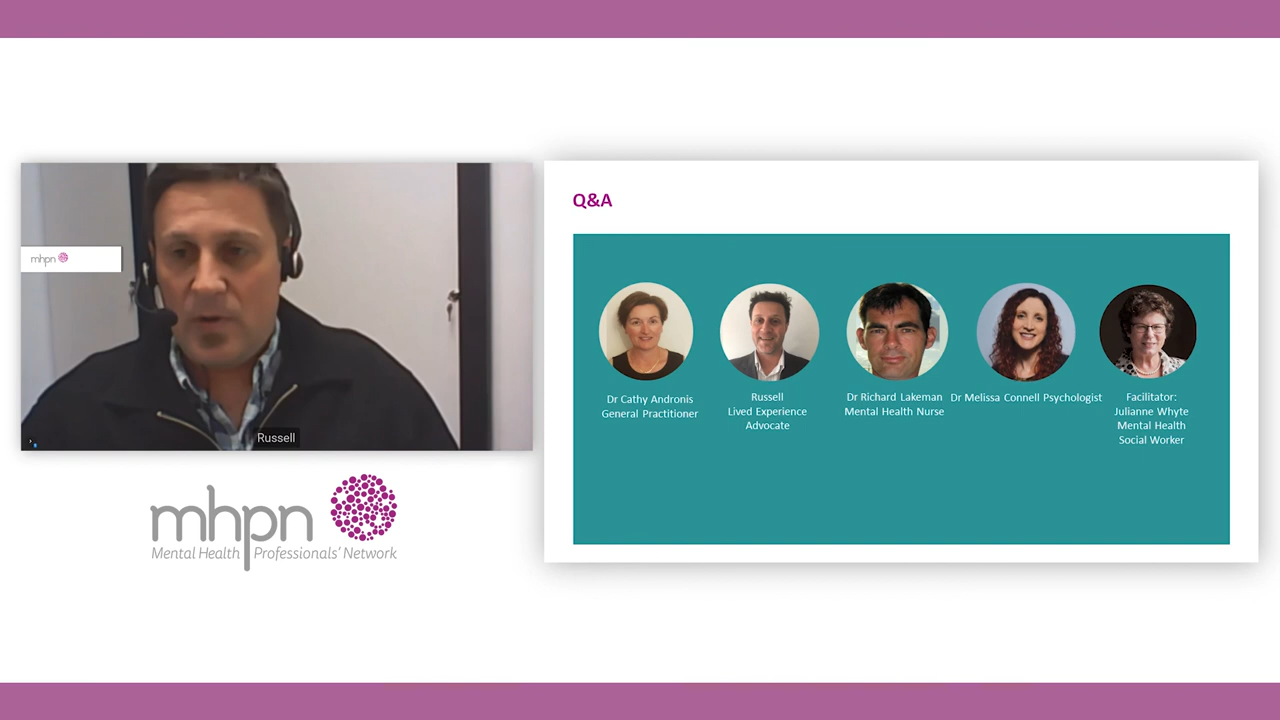 mhpn
Russell
mhpn
Mental Health Professionals' Network
Q&A
Dr Cathy Andronis
General Practitioner
Russell
Lived Experience
Advocate
Dr Richard Lakeman
Mental Health Nurse
Dr Melissa Connell Psychologist
Facilitator:
Julianne Whyte
Mental Health
Social Worker